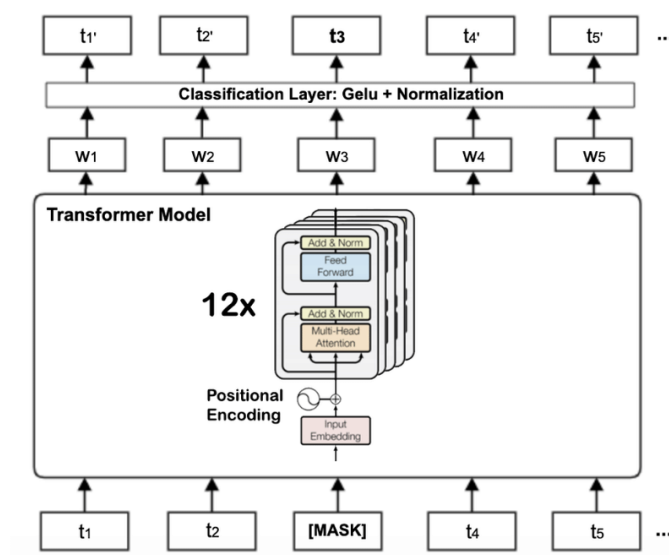 t1' t2' t3 t4' t5' ...
Classification Layer: Gelu + Normalization
w1 w2 w3 w4 w5
Transformer Model
Add & Norm
Feed
Forward
12x
Add & Norm
Multi-Head
Attention
Positional
Encoding
Input
Embedding
t1 t2 [MASK] t4 t5 ...